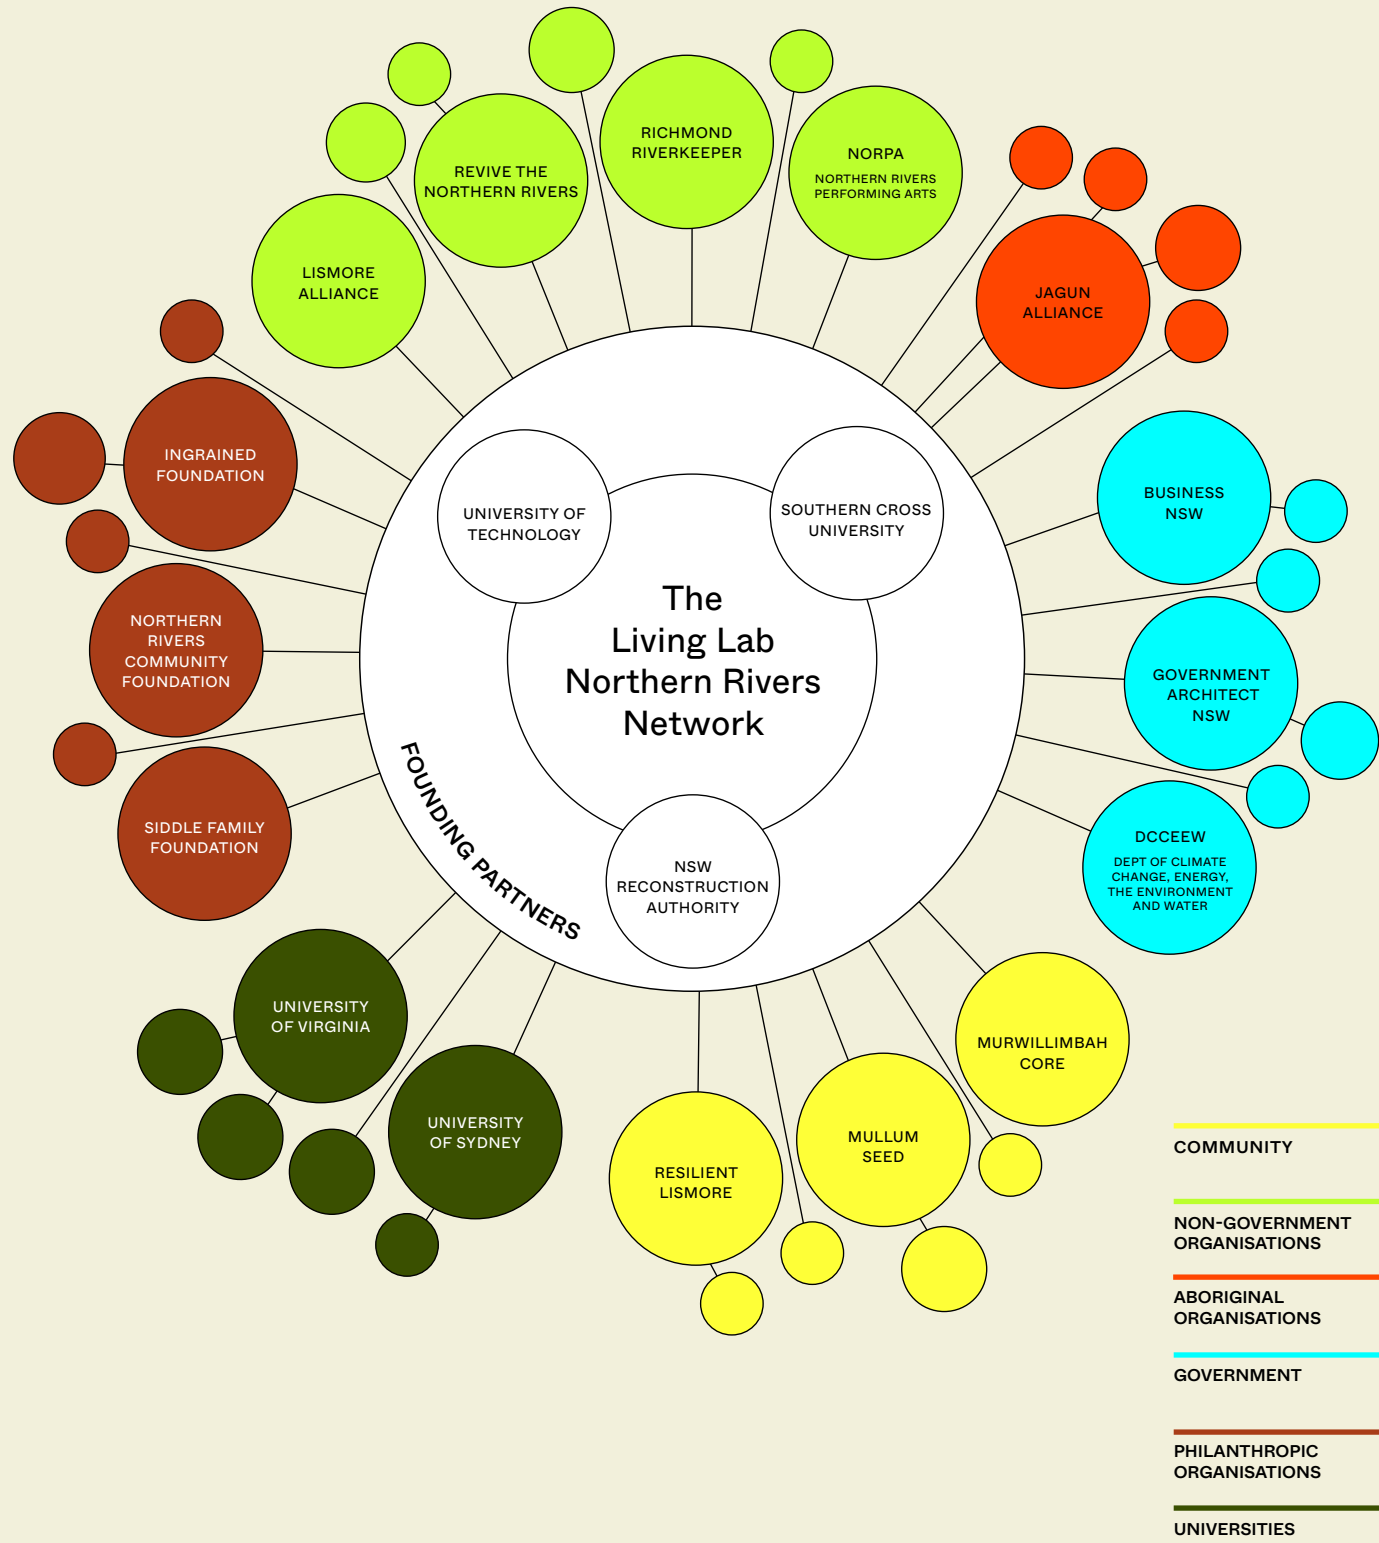 RICHMOND
RIVERKEEPER
NORPA
NORTHERN RIVERS
PERFORMING ARTS
REVIVE THE
NORTHERN RIVERS
LISMORE
ALLIANCE
JAGUN
ALLIANCE
INGRAINED
FOUNDATION
BUSINESS
NSW
UNIVERSITY OF
TECHNOLOGY
SOUTHERN CROSS
UNIVERSITY
The
Living Lab
Northern Rivers
Network
NORTHERN
RIVERS
COMMUNITY
FOUNDATION
GOVERNMENT
ARCHITECT
NSW
FOUNDING PARTNERS
SIDDLE FAMILY
FOUNDATION
NSW
RECONSTRUCTION
AUTHORITY
DCCEEW
DEPT OF CLIMATE
CHANGE, ENERGY,
THE ENVIRONMENT
AND WATER
UNIVERSITY
OF VIRGINIA
UNIVERSITY
OF SYDNEY
RESILIENT
LISMORE
MULLUM
SEED
MURWILLIMBAH
CORE
COMMUNITY
NON-GOVERNMENT
ORGANISATIONS
ABORIGINAL
ORGANISATIONS
GOVERNMENT
PHILANTHROPIC
ORGANISATIONS
UNIVERSITIES